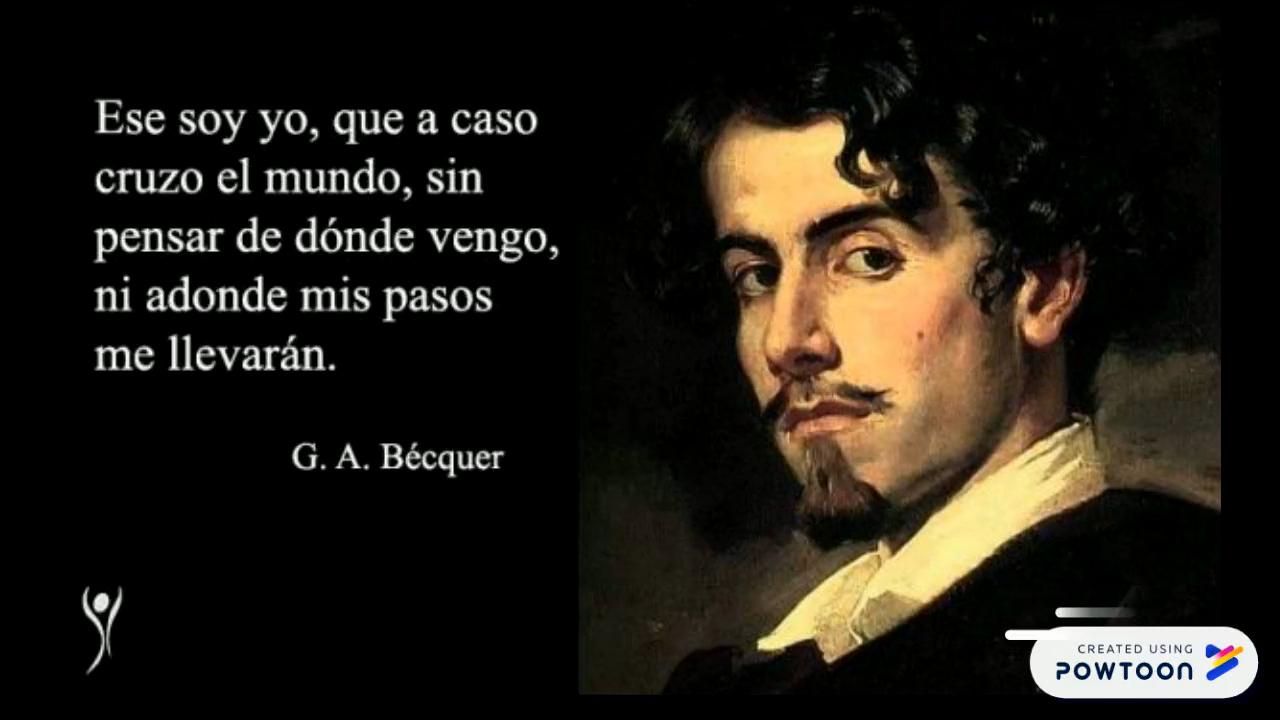 Ese soy yo, que a caso
cruzo el mundo, sin
pensar de dónde vengo,
ni adonde mis pasos
me llevarán.
G. A. Bécquer
CREATED USING
POWTOON